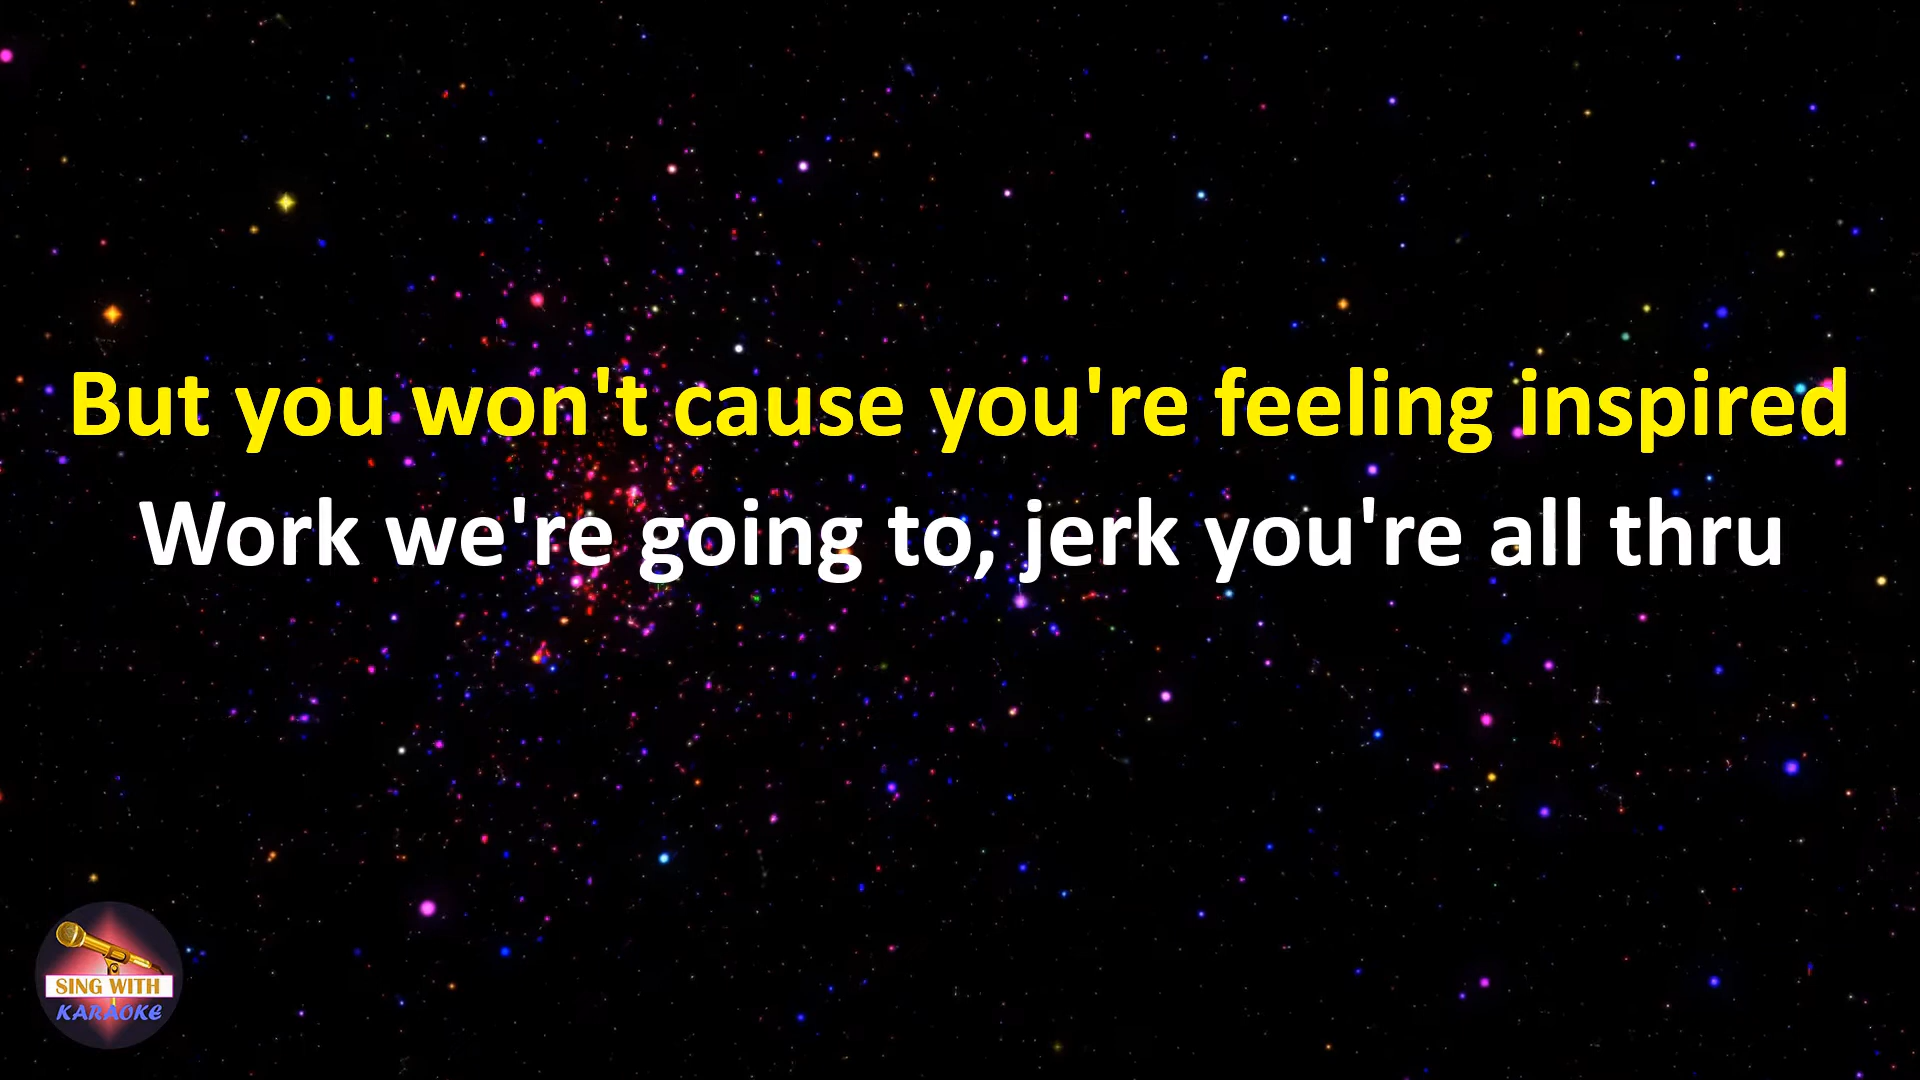 But you won't cause you're feeling inspired
Work we're going to, jerk you're all thru
SING WITH
KARAOKE